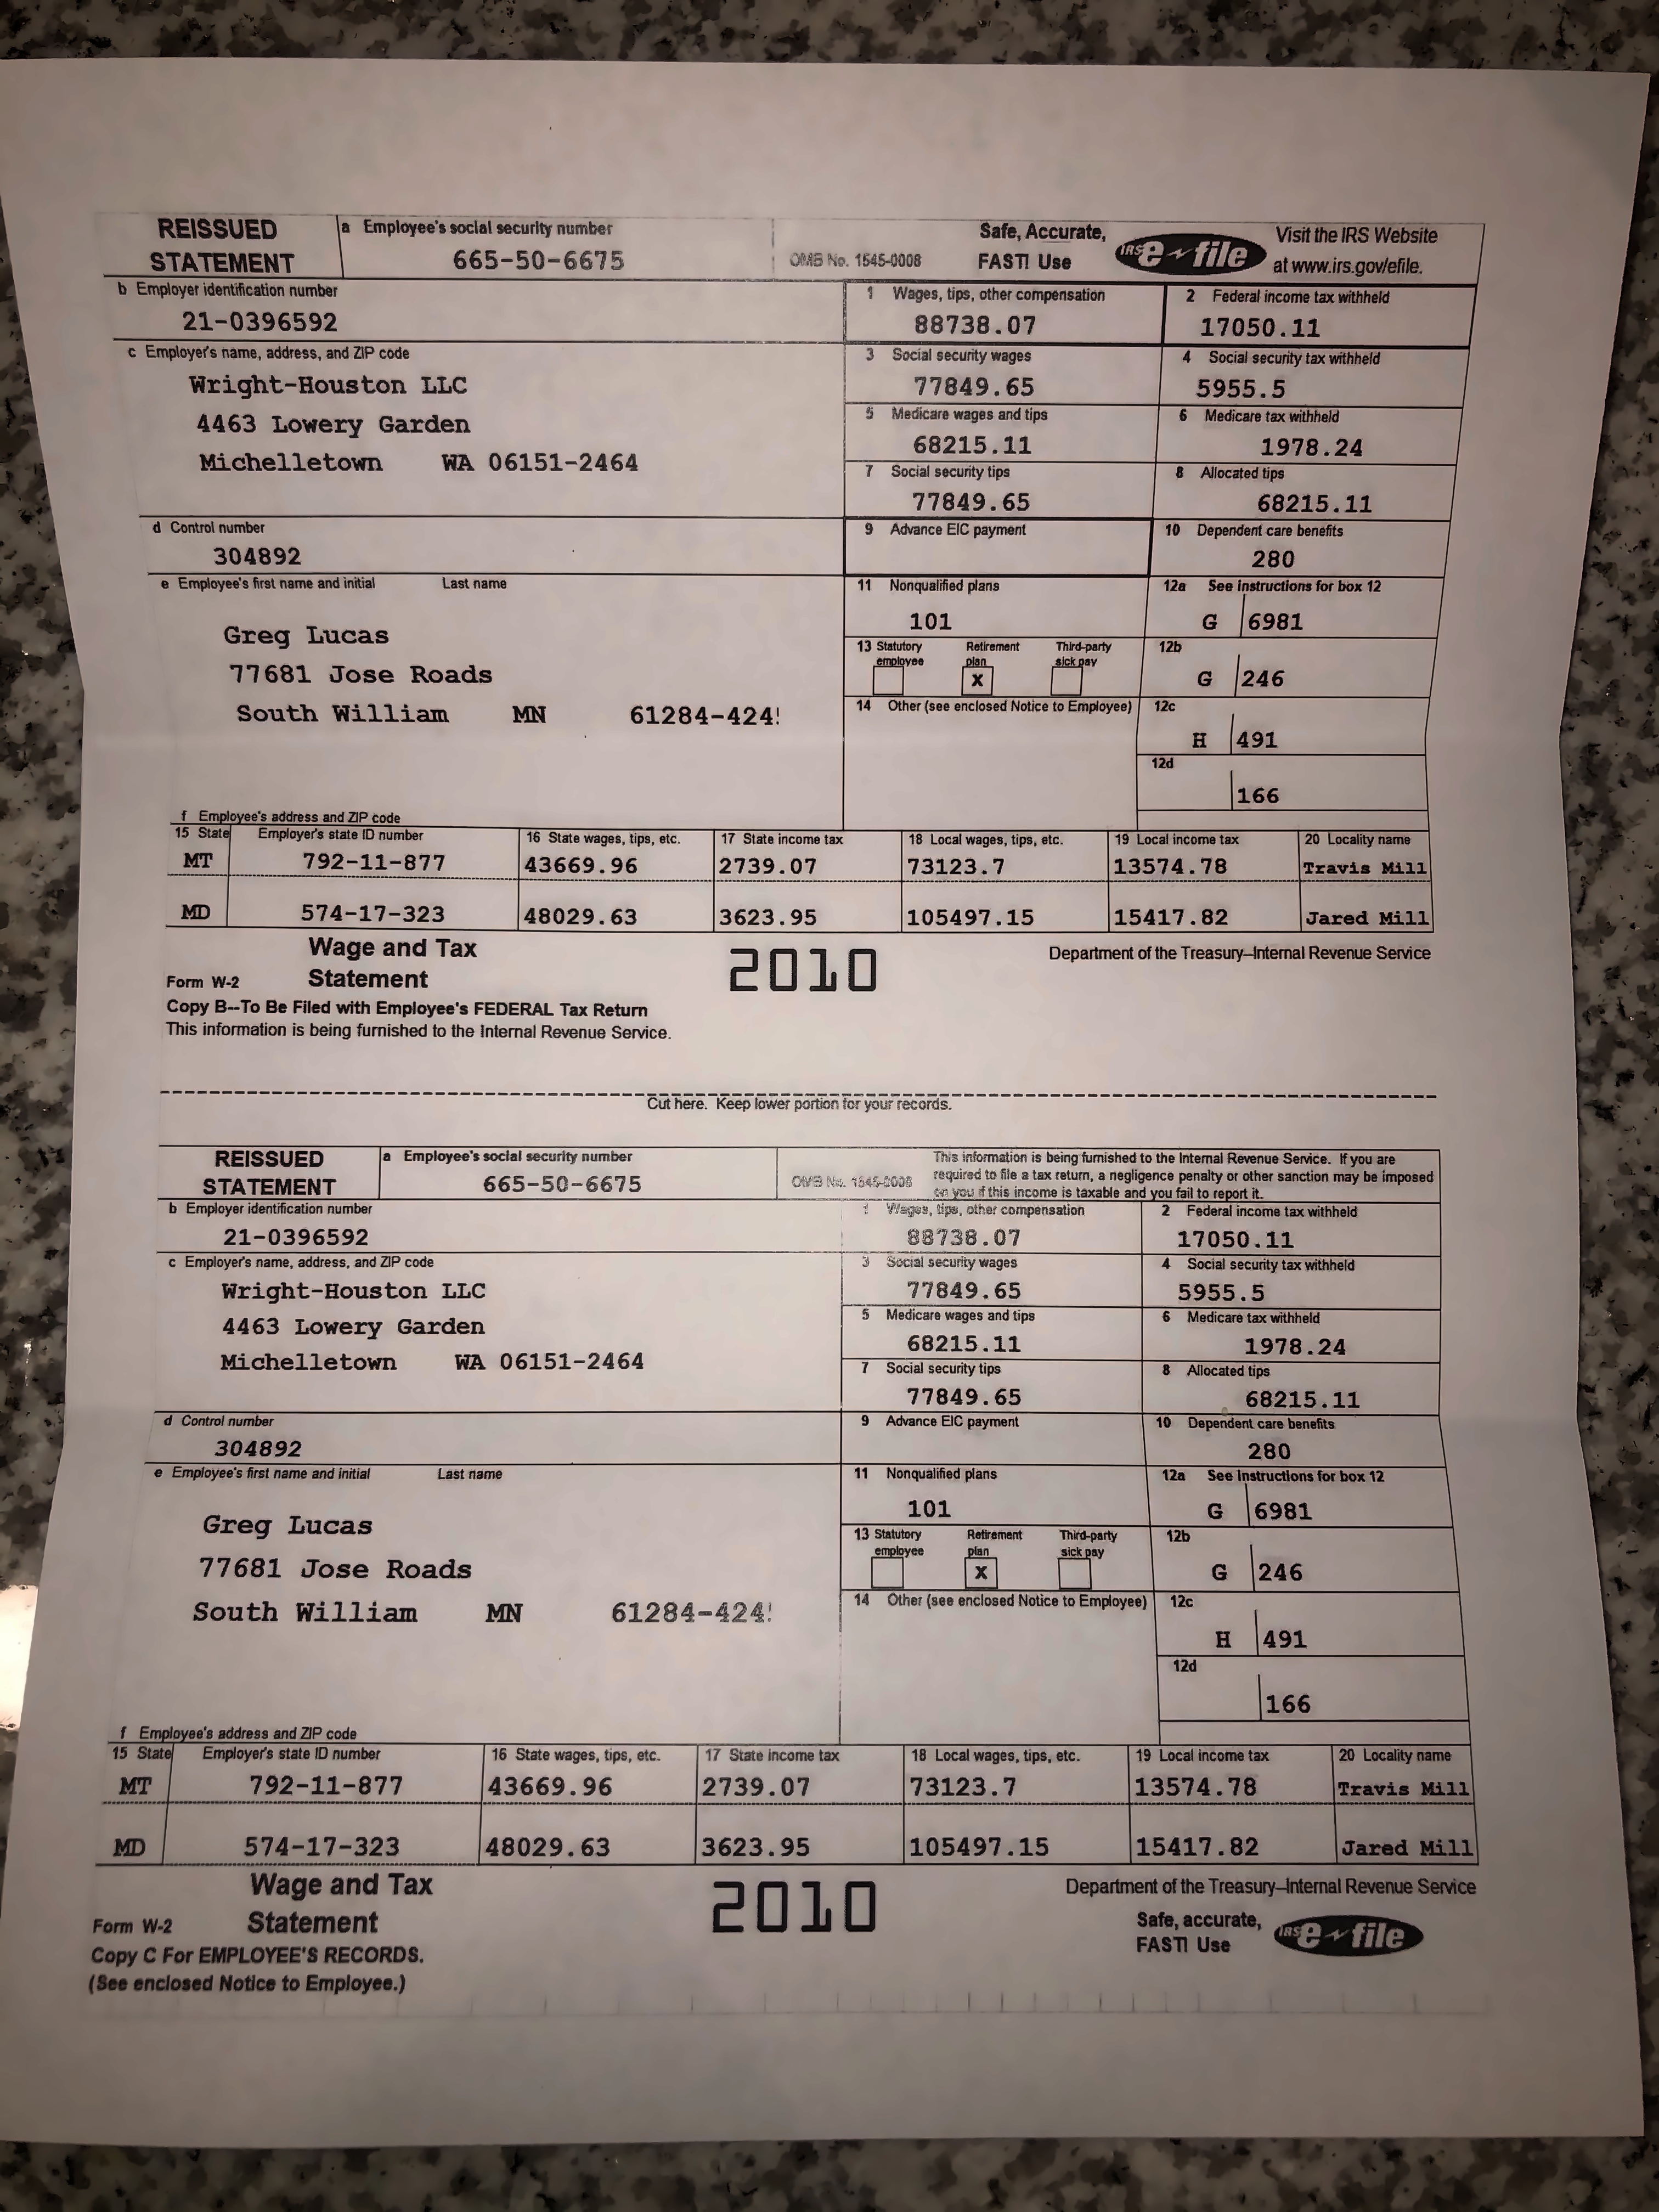 REISSUED STATEMENT
a Employee's social security number
665-50-6675
OMB No. 1545-0008
Safe, Accurate, FAST! Use
IRS e-file
Visit the IRS Website at www.irs.gov/efile.
b Employer identification number
21-0396592
1 Wages, tips, other compensation
88738.07
2 Federal income tax withheld
17050.11
c Employer's name, address, and ZIP code
Wright-Houston LLC
4463 Lowery Garden
Michelletown WA 06151-2464
3 Social security wages
77849.65
4 Social security tax withheld
5955.5
5 Medicare wages and tips
68215.11
6 Medicare tax withheld
1978.24
7 Social security tips
77849.65
8 Allocated tips
68215.11
d Control number
304892
9 Advance EIC payment
10 Dependent care benefits
280
e Employee's first name and initial Last name
Greg Lucas
77681 Jose Roads
South William MN 61284-424
11 Nonqualified plans
101
12a See instructions for box 12
G 6981
13 Statutory employee
Retirement plan
X
Third-party sick pay
12b
G 246
14 Other (see enclosed Notice to Employee)
12c
H 491
12d
166
f Employee's address and ZIP code
15 State Employer's state ID number 16 State wages, tips, etc. 17 State income tax 18 Local wages, tips, etc. 19 Local income tax 20 Locality name
MT 792-11-877 43669.96 2739.07 73123.7 13574.78 Travis Mill
MD 574-17-323 48029.63 3623.95 105497.15 15417.82 Jared Mill
Form W-2 Wage and Tax Statement
2010
Department of the Treasury--Internal Revenue Service
Copy B--To Be Filed with Employee's FEDERAL Tax Return
This information is being furnished to the Internal Revenue Service.
Cut here. Keep lower portion for your records.
REISSUED STATEMENT
a Employee's social security number
665-50-6675
OMB No. 1545-0008
This information is being furnished to the Internal Revenue Service. If you are
required to file a tax return, a negligence penalty or other sanction may be imposed
on you if this income is taxable and you fail to report it.
b Employer identification number
21-0396592
1 Wages, tips, other compensation
88738.07
2 Federal income tax withheld
17050.11
c Employer's name, address, and ZIP code
Wright-Houston LLC
4463 Lowery Garden
Michelletown WA 06151-2464
3 Social security wages
77849.65
4 Social security tax withheld
5955.5
5 Medicare wages and tips
68215.11
6 Medicare tax withheld
1978.24
7 Social security tips
77849.65
8 Allocated tips
68215.11
d Control number
304892
9 Advance EIC payment
10 Dependent care benefits
280
e Employee's first name and initial Last name
Greg Lucas
77681 Jose Roads
South William MN 61284-424
11 Nonqualified plans
101
12a See instructions for box 12
G 6981
13 Statutory employee
Retirement plan
X
Third-party sick pay
12b
G 246
14 Other (see enclosed Notice to Employee)
12c
H 491
12d
166
f Employee's address and ZIP code
15 State Employer's state ID number 16 State wages, tips, etc. 17 State income tax 18 Local wages, tips, etc. 19 Local income tax 20 Locality name
MT 792-11-877 43669.96 2739.07 73123.7 13574.78 Travis Mill
MD 574-17-323 48029.63 3623.95 105497.15 15417.82 Jared Mill
Form W-2 Wage and Tax Statement
2010
Department of the Treasury--Internal Revenue Service
Safe, accurate, FAST! Use
IRS e-file
Copy C For EMPLOYEE'S RECORDS.
(See enclosed Notice to Employee.)